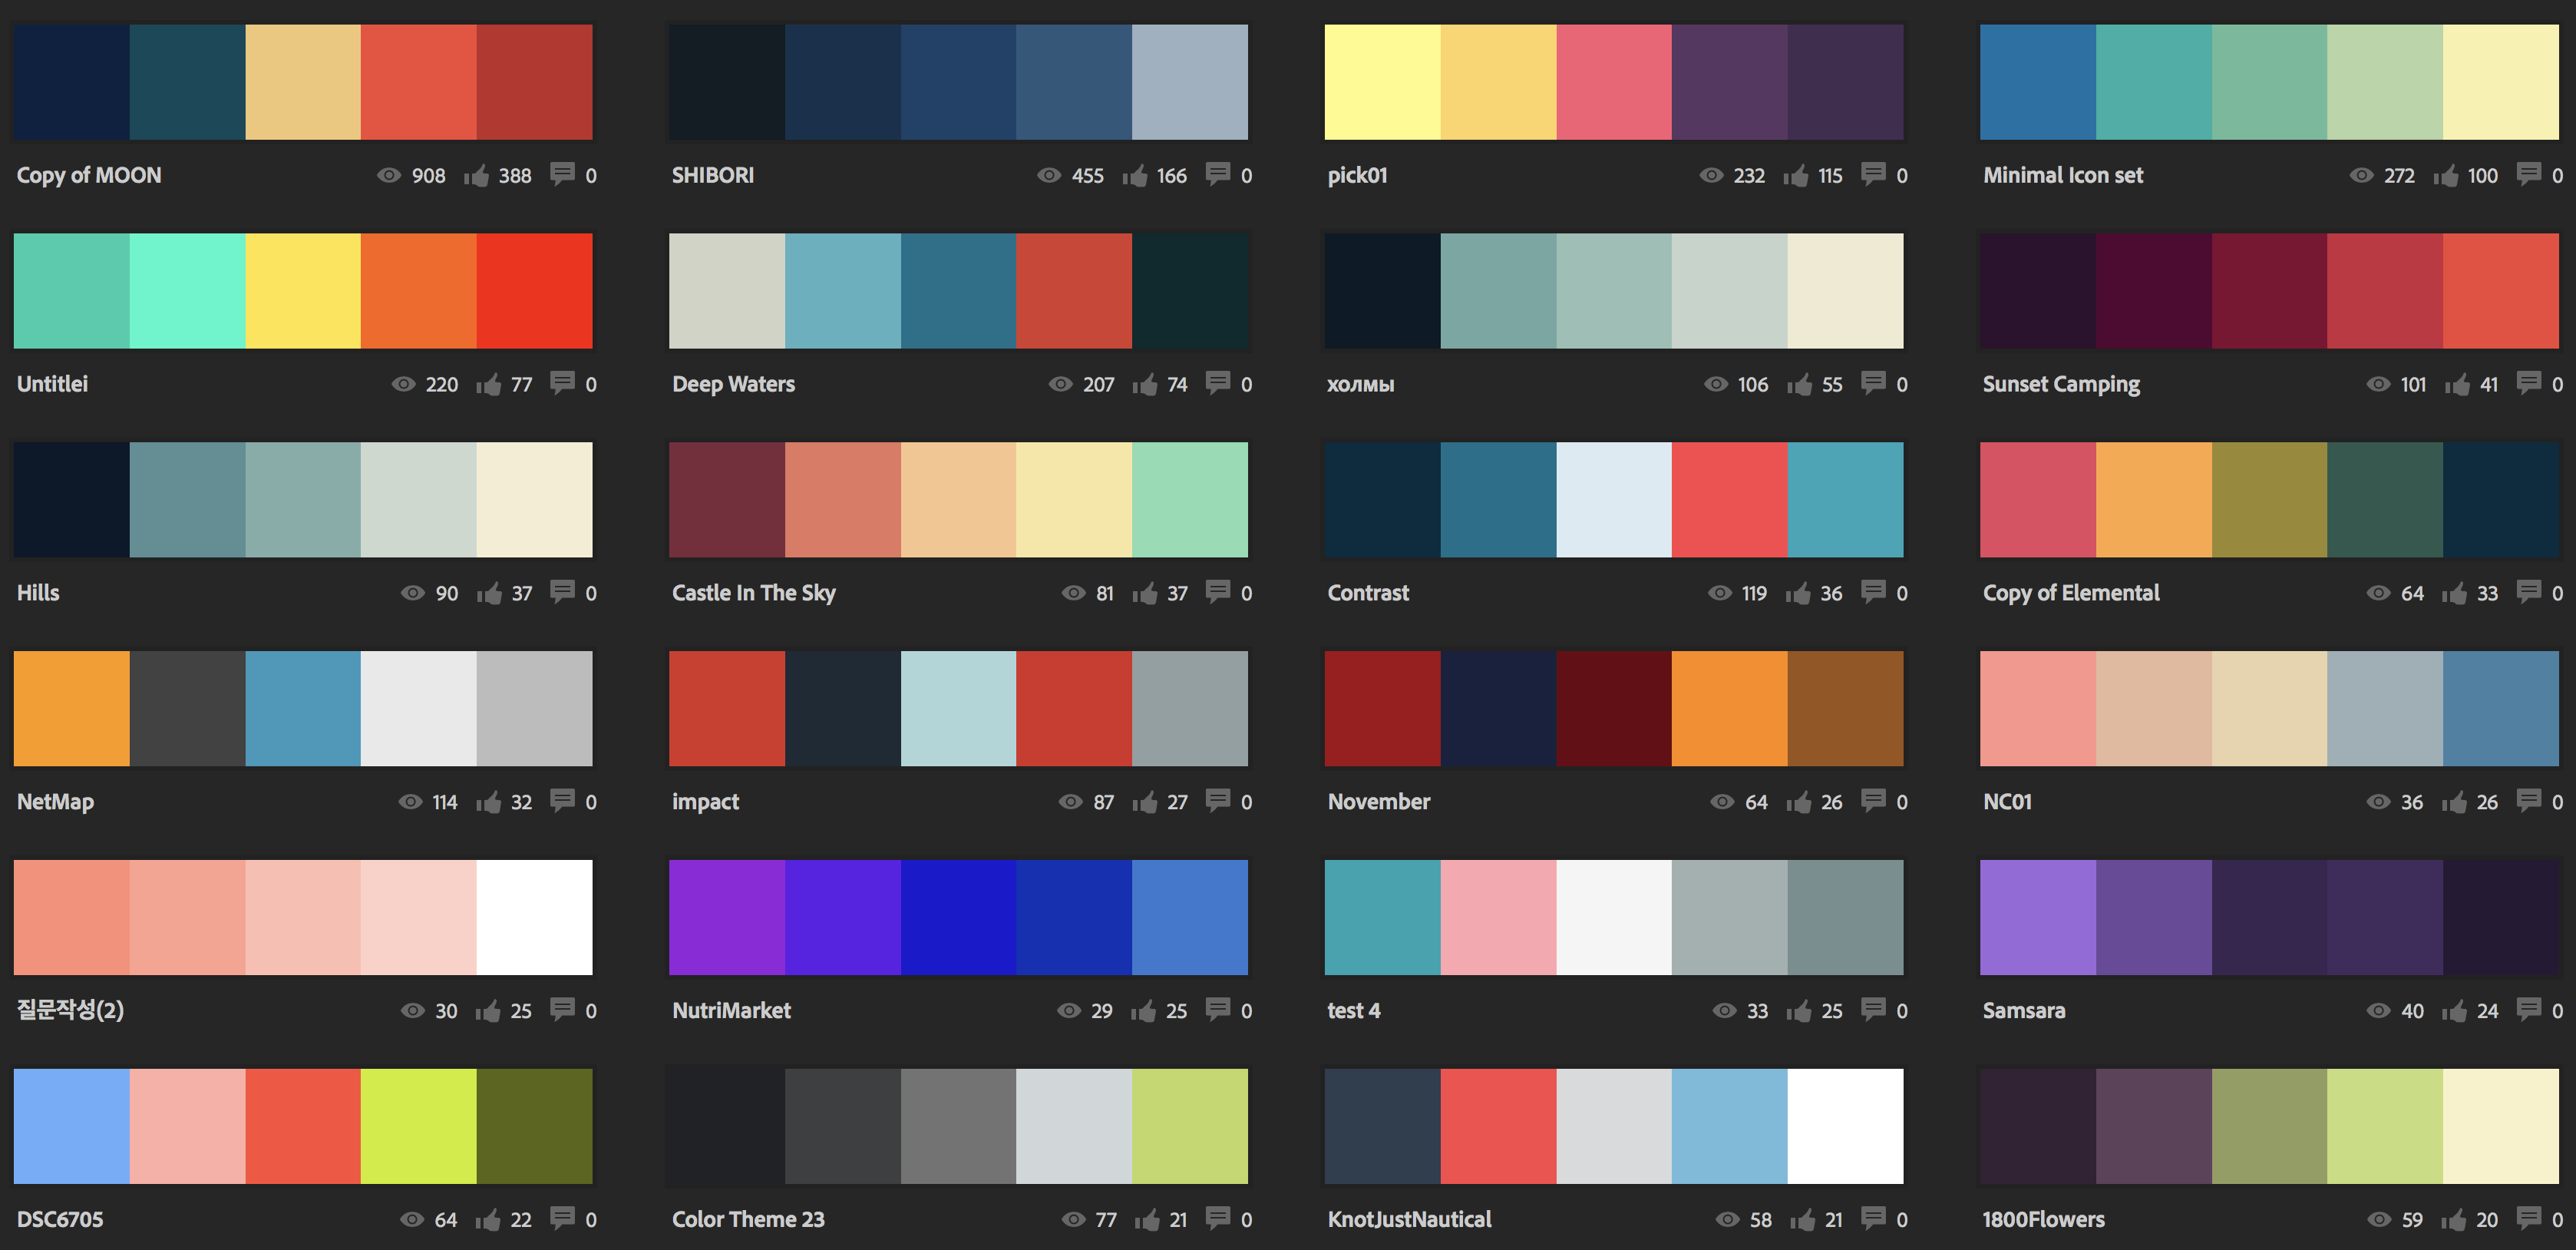 Copy of MOON 908 388 0
SHIBORI 455 166 0
pick01 232 115 0
Minimal Icon set 272 100 0
Untitlei 220 77 0
Deep Waters 207 74 0
холмы 106 55 0
Sunset Camping 101 41 0
Hills 90 37 0
Castle In The Sky 81 37 0
Contrast 119 36 0
Copy of Elemental 64 33 0
NetMap 114 32 0
impact 87 27 0
November 64 26 0
NC01 36 26 0
질문작성(2) 30 25 0
NutriMarket 29 25 0
test 4 33 25 0
Samsara 40 24 0
DSC6705 64 22 0
Color Theme 23 77 21 0
KnotJustNautical 58 21 0
1800Flowers 59 20 0